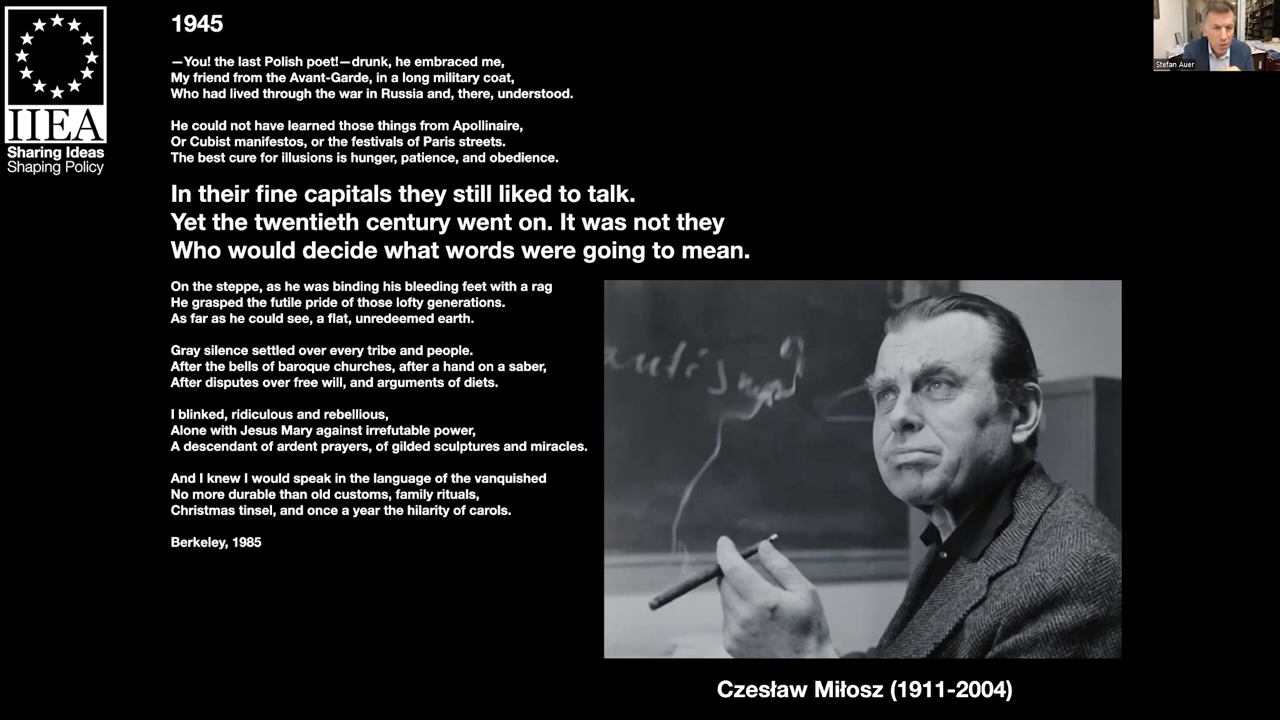 IIEA
Sharing Ideas
Shaping Policy
1945
—You! the last Polish poet!—drunk, he embraced me,
My friend from the Avant-Garde, in a long military coat,
Who had lived through the war in Russia and, there, understood.
He could not have learned those things from Apollinaire,
Or Cubist manifestos, or the festivals of Paris streets.
The best cure for illusions is hunger, patience, and obedience.
In their fine capitals they still liked to talk.
Yet the twentieth century went on. It was not they
Who would decide what words were going to mean.
On the steppe, as he was binding his bleeding feet with a rag
He grasped the futile pride of those lofty generations.
As far as he could see, a flat, unredeemed earth.
Gray silence settled over every tribe and people.
After the bells of baroque churches, after a hand on a saber,
After disputes over free will, and arguments of diets.
I blinked, ridiculous and rebellious,
Alone with Jesus Mary against irrefutable power,
A descendant of ardent prayers, of gilded sculptures and miracles.
And I knew I would speak in the language of the vanquished
No more durable than old customs, family rituals,
Christmas tinsel, and once a year the hilarity of carols.
Berkeley, 1985
Czesław Miłosz (1911-2004)
Stefan Auer